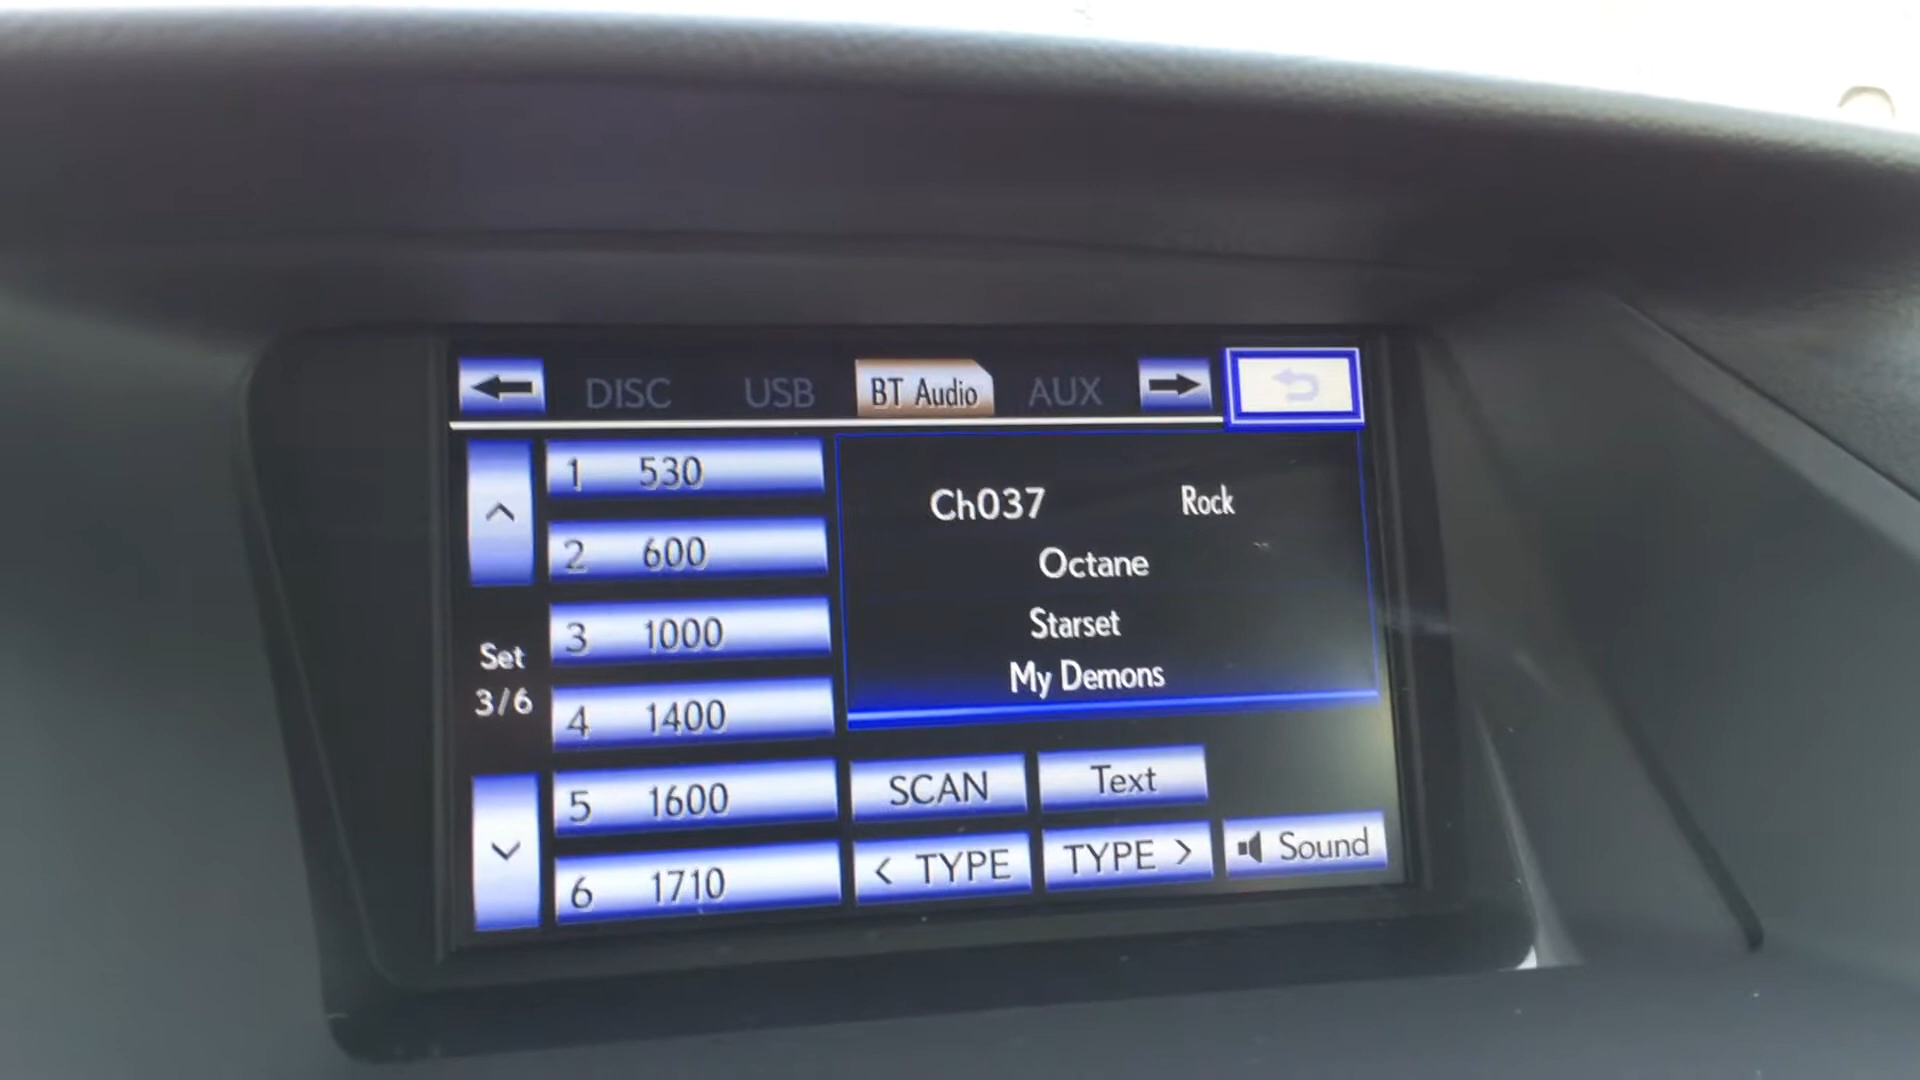 DISC USB BT Audio AUX
1 530
2 600
3 1000
4 1400
5 1600
6 1710
Set
3/6
Ch037 Rock
Octane
Starset
My Demons
SCAN Text
< TYPE TYPE > Sound